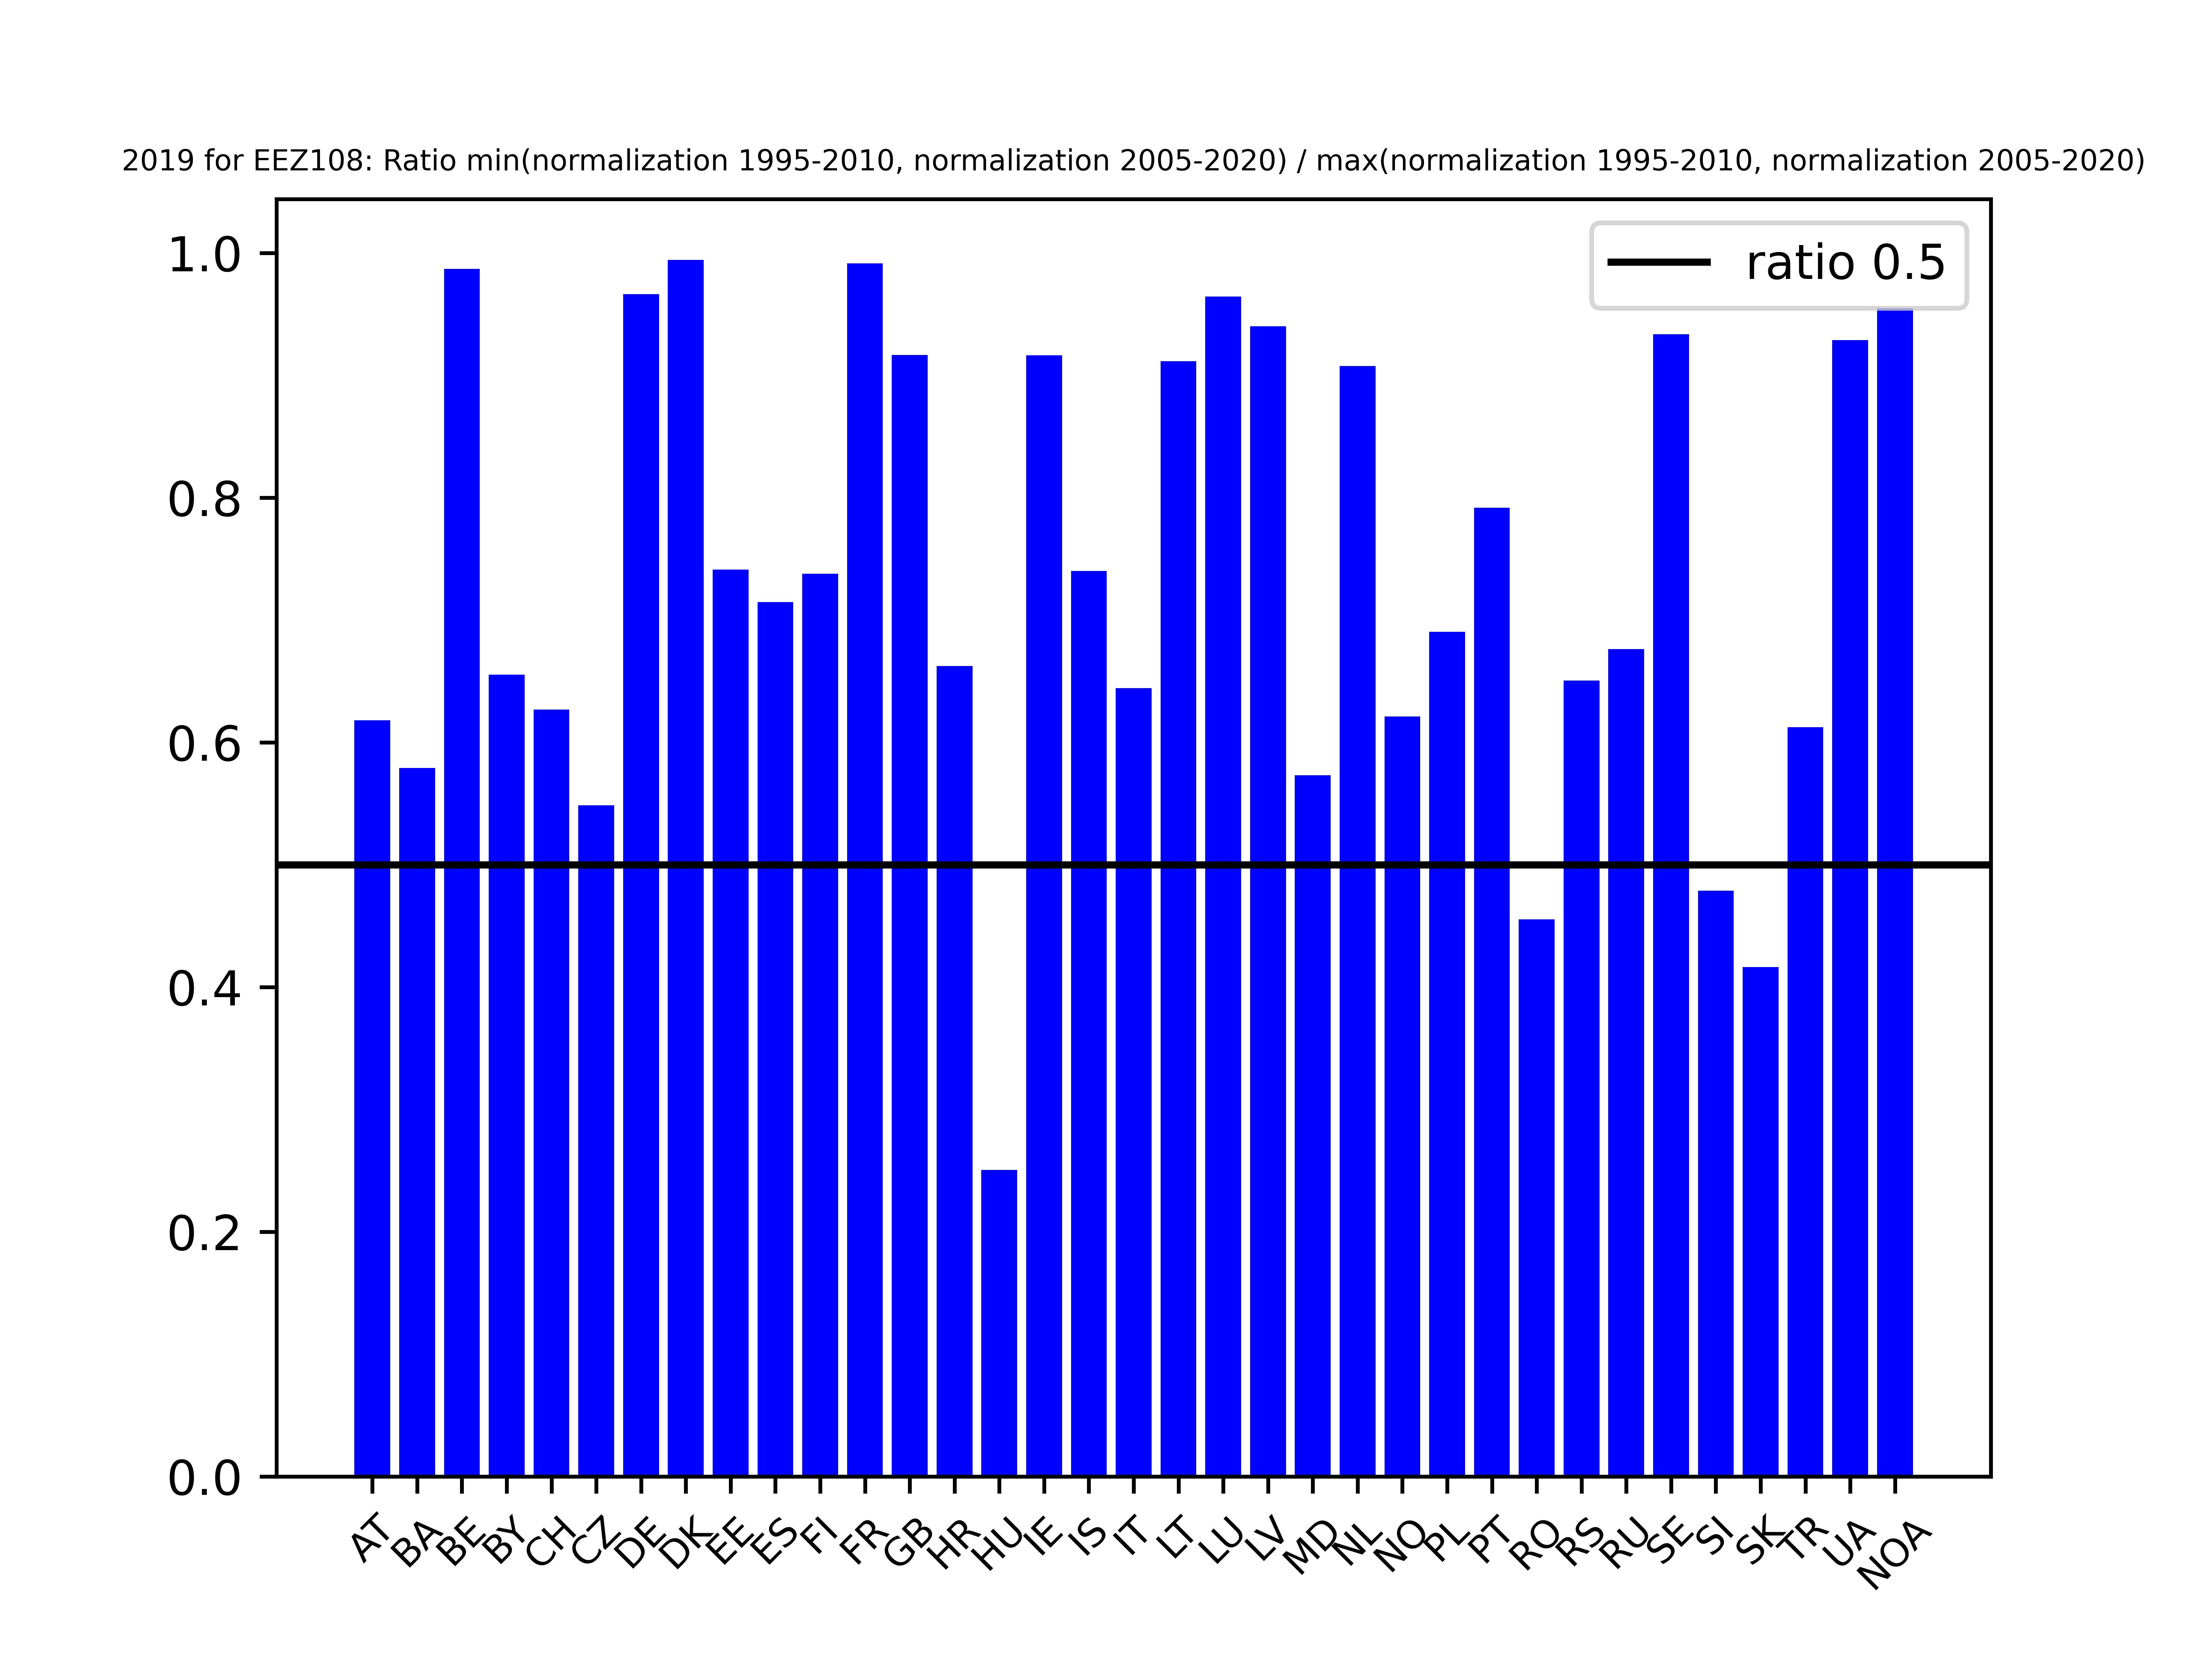 2019 for EEZ108: Ratio min(normalization 1995-2010, normalization 2005-2020) / max(normalization 1995-2010, normalization 2005-2020)
ratio 0.5
1.0
0.8
0.6
0.4
0.2
0.0
AT BA BE BY CH CZ DE DK EE ES FI FR GB HR HU IE IS IT LT LU LV MD NL NO PL PT RO RS RU SE SI SK TR UA NOA